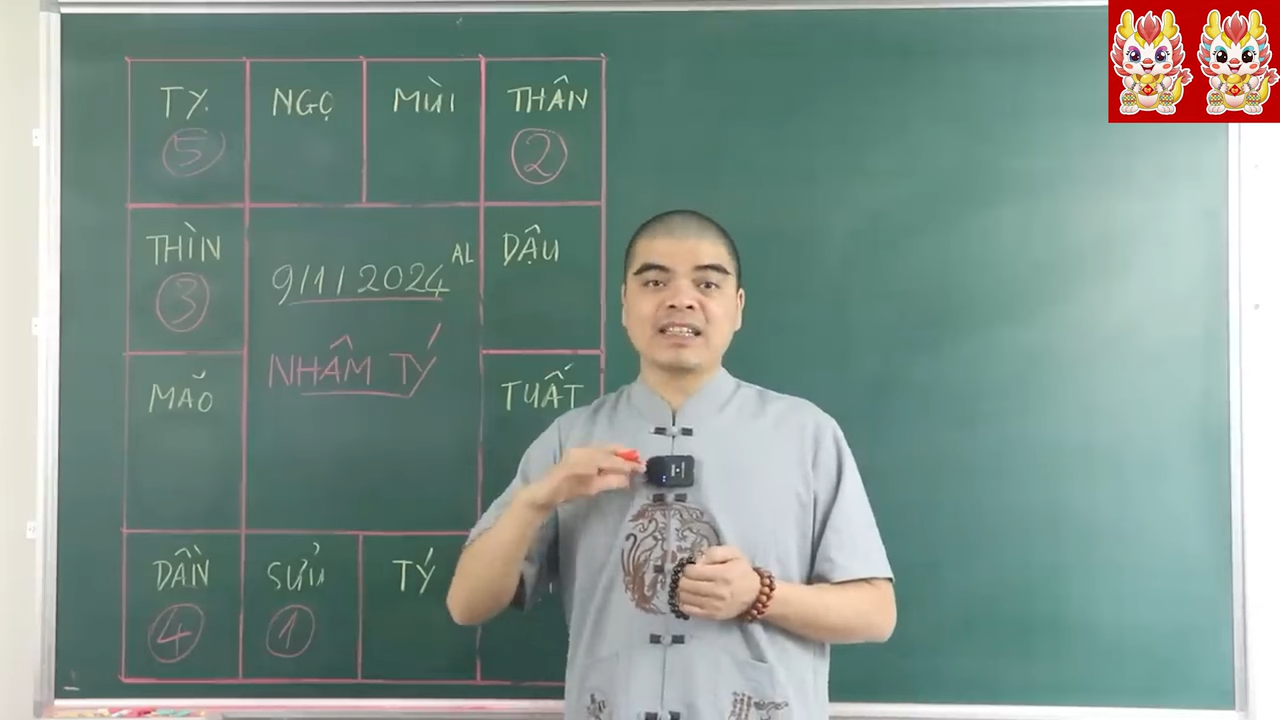 TỴ
5
NGỌ
MÙI
THÂN
2
THÌN
3
9/1/2024 AL
NHÂM TÝ
DẬU
MÃO
TUẤT
DẦN
4
SỬU
1
TÝ